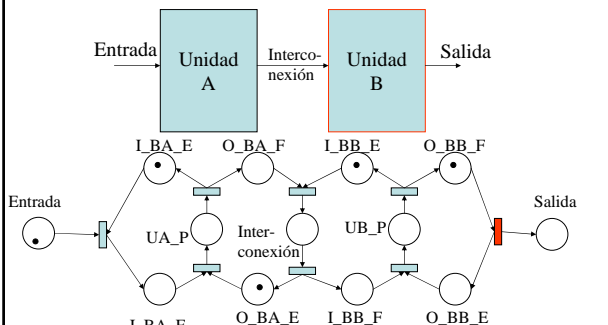 Entrada
Unidad
A
Interco-
nexión
Unidad
B
Salida
I_BA_E
O_BA_F
I_BB_E
O_BB_F
Entrada
Salida
UA_P
Inter-
conexión
UB_P
O_BA_E
I_BB_F
O_BB_E